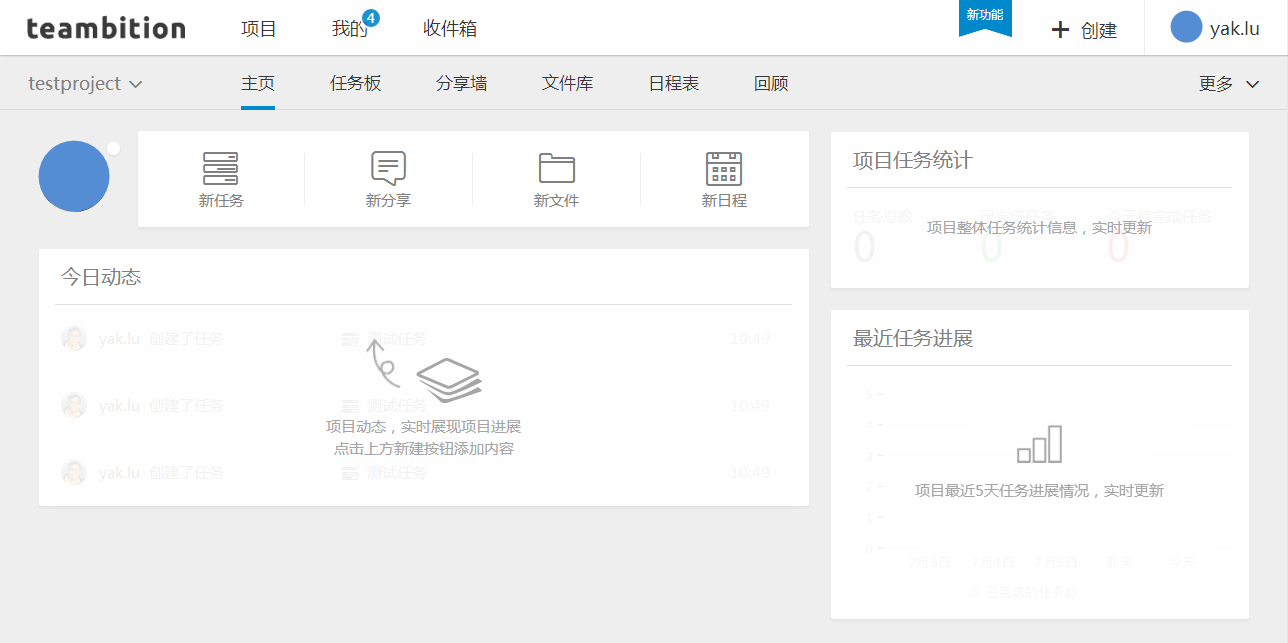 teambition
项目
我的
4
收件箱
新功能
创建
yak.lu
testproject
主页
任务板
分享墙
文件库
日程表
回顾
更多
新任务
新分享
新文件
新日程
今日动态
yak.lu 创建了任务 测试任务 10:49
yak.lu 创建了任务 测试任务 10:49
项目动态，实时展现项目进展
点击上方新建按钮添加内容
yak.lu 创建了任务 测试任务 10:49
项目任务统计
任务总数
项目整体任务统计信息，实时更新
0 0 0
最近任务进展
5
4
3
2
项目最近5天任务进展情况，实时更新
1
0
7月3日 7月4日 7月5日 昨天 今天
已完成的任务数